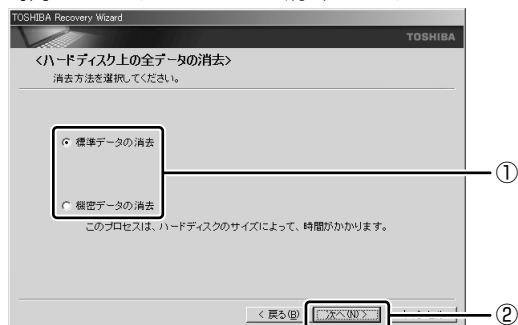 TOSHIBA Recovery Wizard
TOSHIBA
<ハードディスク上の全データの消去>
消去方法を選択してください。
標準データの消去
①
機密データの消去
このプロセスは、ハードディスクのサイズによって、時間がかかります。
< 戻る(B)
次へ(N) >
②